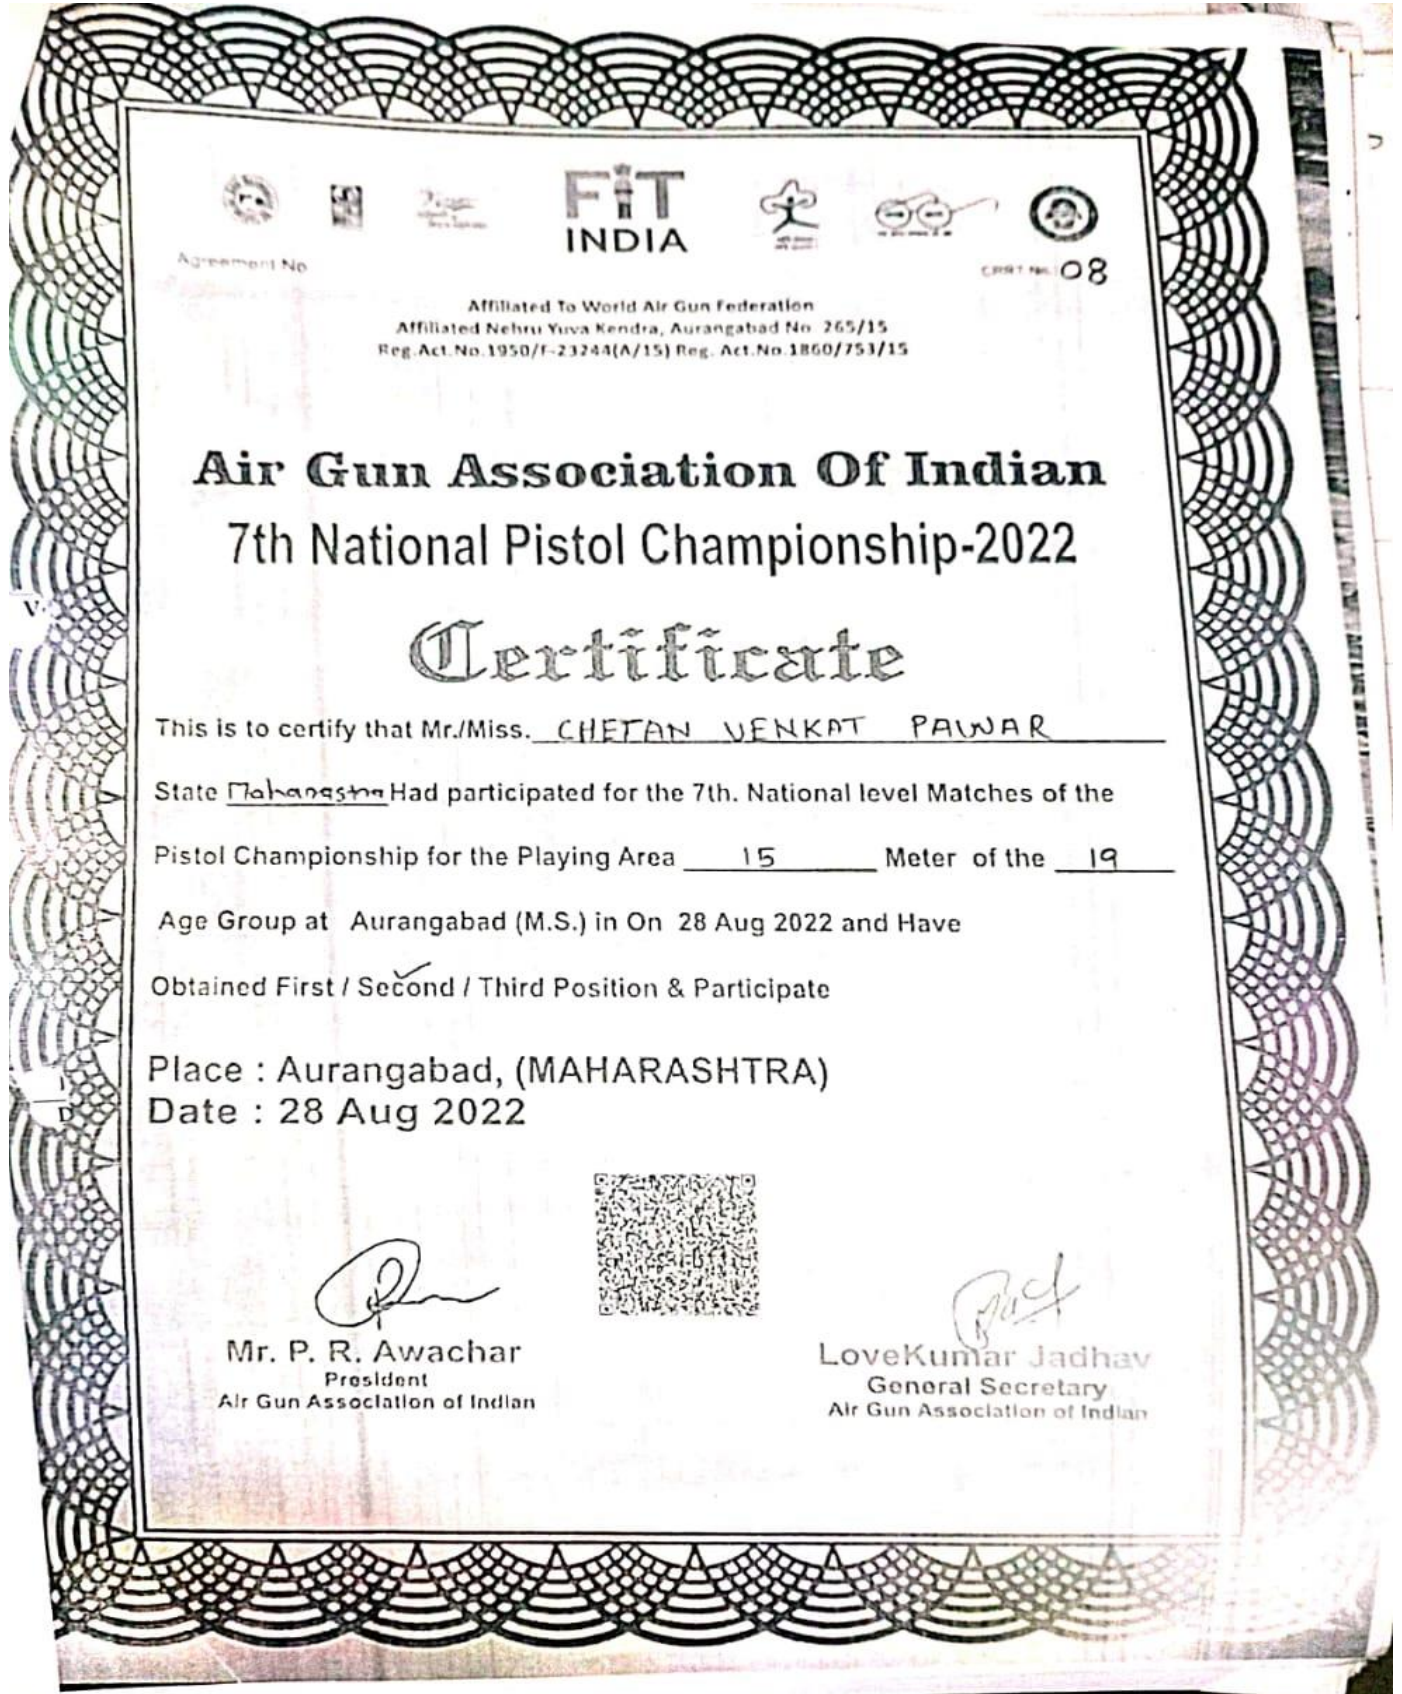 FIT
INDIA
Agreement No
CERT No. 08
Affiliated To World Air Gun Federation
Affiliated Nehru Yuva Kendra, Aurangabad No 265/15
Reg.Act.No.1950/F-23244(A/15) Reg. Act.No.1860/753/15
Air Gun Association Of Indian
7th National Pistol Championship-2022
Certificate
This is to certify that Mr./Miss. CHETAN VENKAT PAWAR
State Maharastra Had participated for the 7th. National level Matches of the
Pistol Championship for the Playing Area 15 Meter of the 19
Age Group at Aurangabad (M.S.) in On 28 Aug 2022 and Have
Obtained First / Second / Third Position & Participate
Place : Aurangabad, (MAHARASHTRA)
Date : 28 Aug 2022
Mr. P. R. Awachar
President
Air Gun Association of Indian
LoveKumar Jadhav
General Secretary
Air Gun Association of Indian